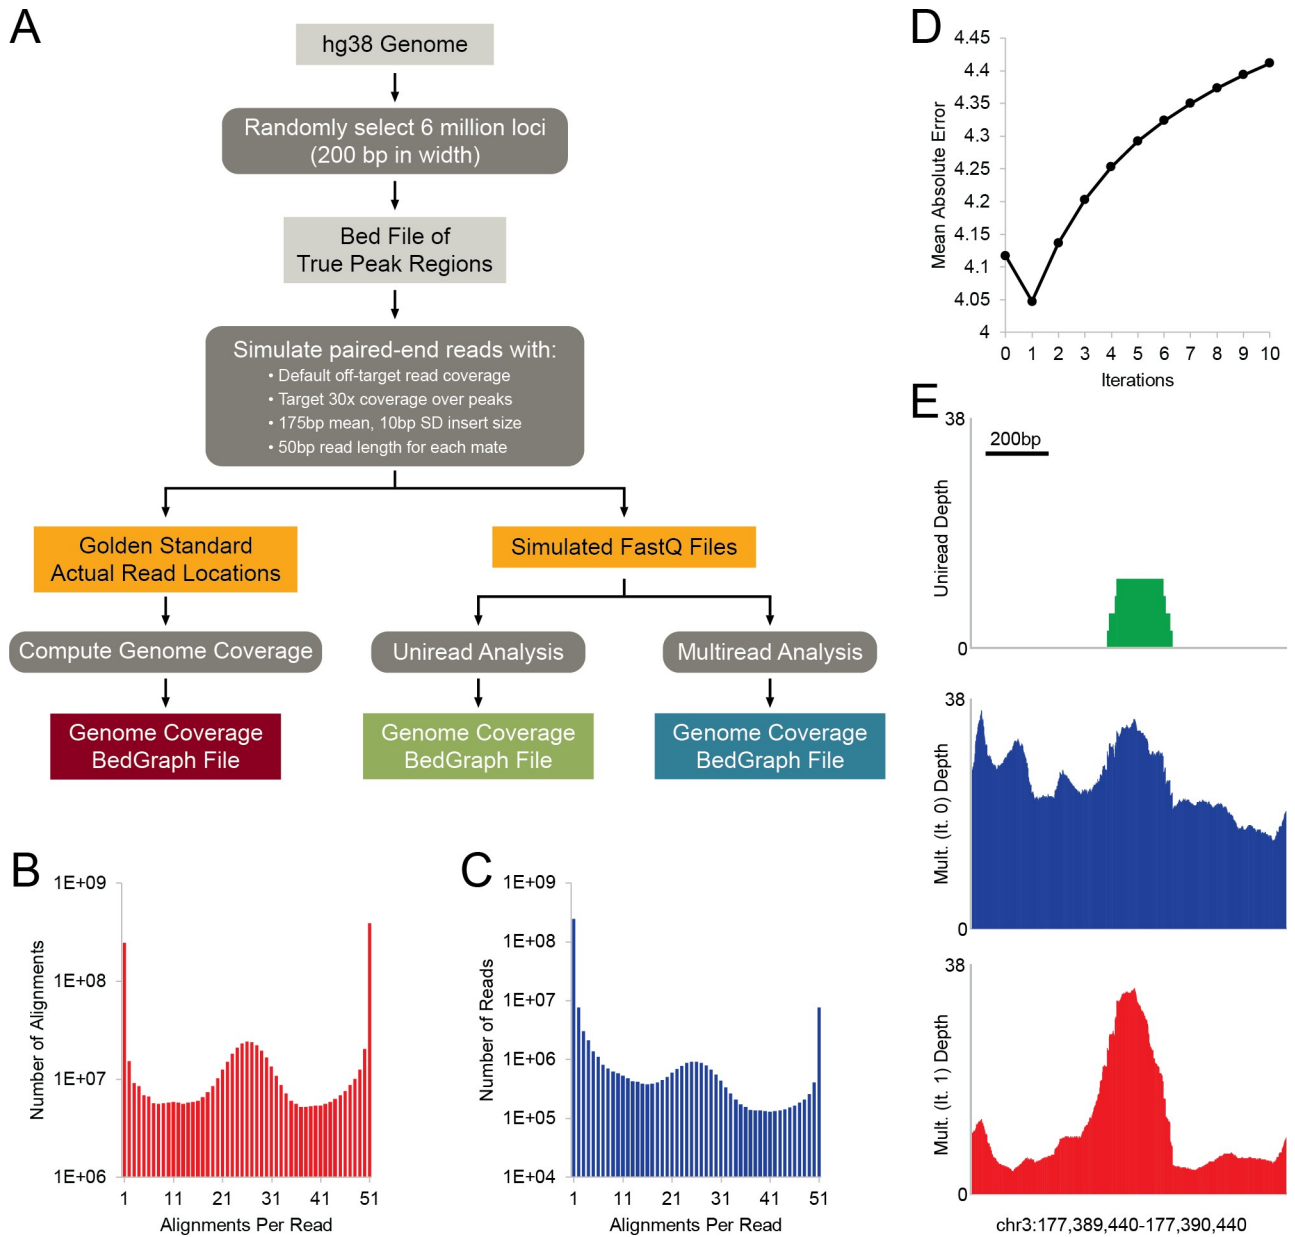 A
hg38 Genome
Randomly select 6 million loci
(200 bp in width)
Bed File of
True Peak Regions
Simulate paired-end reads with:
• Default off-target read coverage
• Target 30x coverage over peaks
• 175bp mean, 10bp SD insert size
• 50bp read length for each mate
Golden Standard
Actual Read Locations
Simulated FastQ Files
Compute Genome Coverage
Uniread Analysis
Multiread Analysis
Genome Coverage
BedGraph File
Genome Coverage
BedGraph File
Genome Coverage
BedGraph File
B
Number of Alignments
1E+09
1E+08
1E+07
1E+06
1 11 21 31 41 51
Alignments Per Read
C
Number of Reads
1E+09
1E+08
1E+07
1E+06
1E+05
1E+04
1 11 21 31 41 51
Alignments Per Read
D
Mean Absolute Error
4.45
4.4
4.35
4.3
4.25
4.2
4.15
4.1
4.05
4
0 1 2 3 4 5 6 7 8 9 10
Iterations
E
38
200bp
Uniread Depth
0
38
Mult. (It. 0) Depth
0
38
Mult. (It. 1) Depth
0
chr3:177,389,440-177,390,440